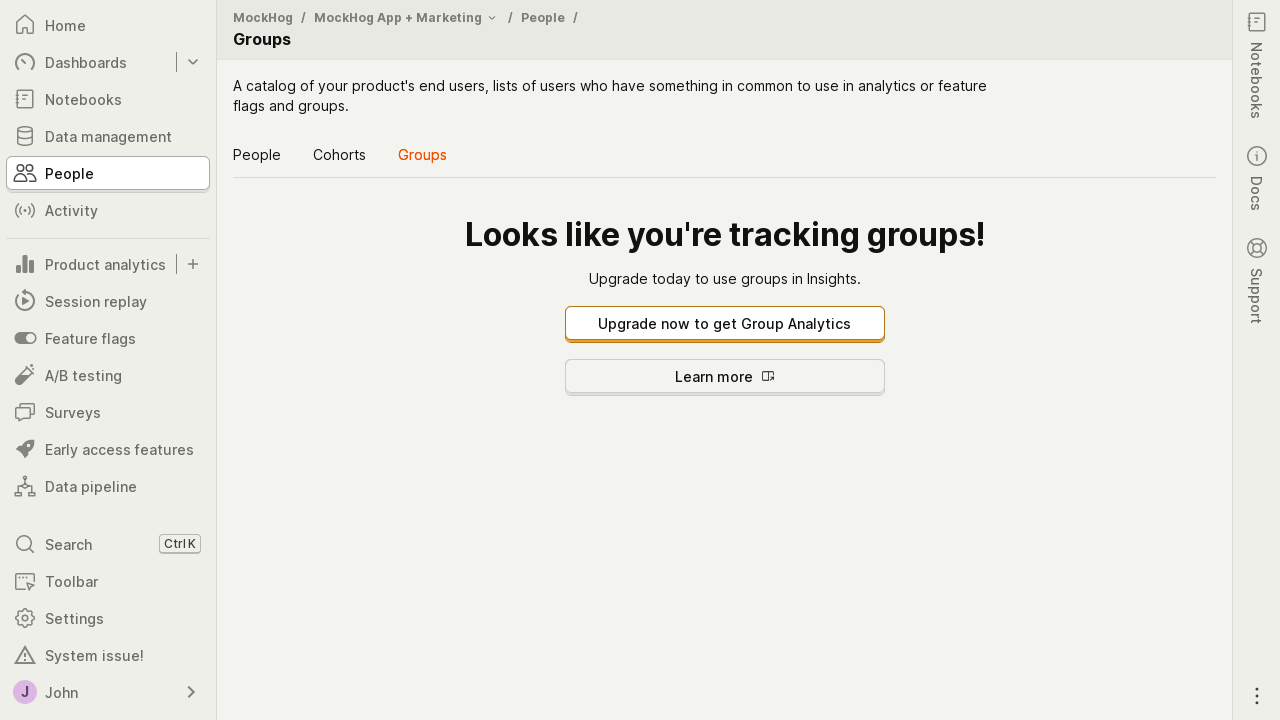 Home
Dashboards
Notebooks
Data management
People
Activity
Product analytics
Session replay
Feature flags
A/B testing
Surveys
Early access features
Data pipeline
Search Ctrl K
Toolbar
Settings
System issue!
J John
MockHog / MockHog App + Marketing / People /
Groups
A catalog of your product's end users, lists of users who have something in common to use in analytics or feature
flags and groups.
People Cohorts Groups
Looks like you're tracking groups!
Upgrade today to use groups in Insights.
Upgrade now to get Group Analytics
Learn more
Notebooks
Docs
Support